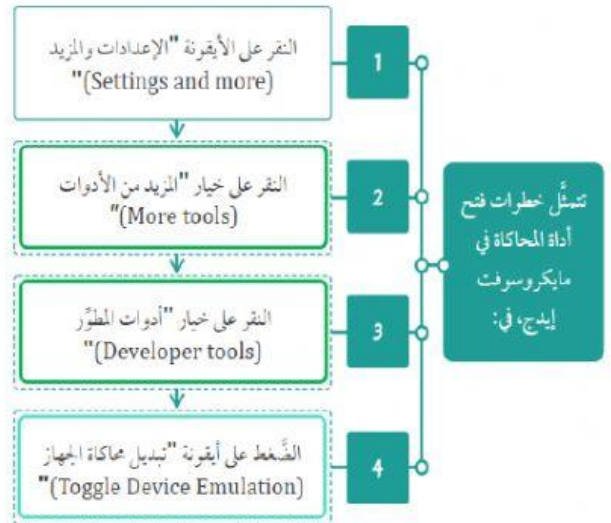 تتمثَّل خطوات فتح
أداة المحاكاة في
مايكروسوفت
إيدج، في:
1
النقر على الأيقونة "الإعدادات والمزيد
(Settings and more)"
2
النقر على خيار "المزيد من الأدوات
(More tools)"
3
النقر على خيار "أدوات المطوِّر
(Developer tools)"
4
الضَّغط على أيقونة "تبديل محاكاة الجهاز
(Toggle Device Emulation)"